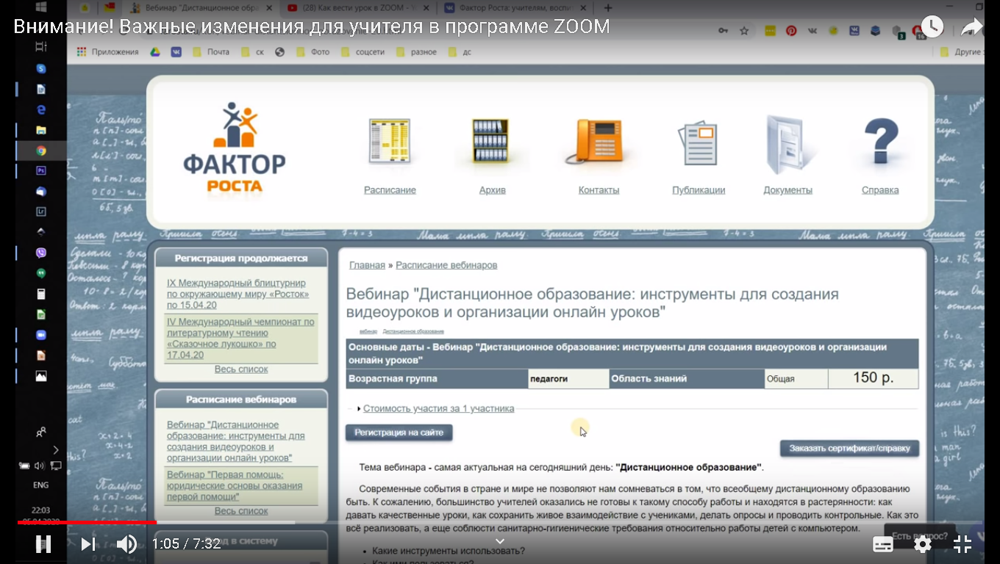 Вебинар "Дистанционное обра
(28) Как вести урок в ZOOM - Y
Фактор Роста: учителям, воспи
Внимание! Важные изменения для учителя в программе ZOOM
Приложения
Почта
ск
Фото
соцсети
разное
дс
Другие
ФАКТОР
РОСТА
Расписание
Архив
Контакты
Публикации
Документы
Справка
Регистрация продолжается
IX Международный блицтурнир
по окружающему миру «Росток»
по 15.04.20
IV Международный чемпионат по
литературному чтению
«Сказочное лукошко» по
17.04.20
Весь список
Расписание вебинаров
Вебинар "Дистанционное
образование: инструменты для
создания видеоуроков и
организации онлайн уроков"
Вебинар "Первая помощь:
юридические основы оказания
первой помощи"
Весь список
Вход в систему
Главная » Расписание вебинаров
Вебинар "Дистанционное образование: инструменты для создания
видеоуроков и организации онлайн уроков"
вебинар Дистанционное образование
Основные даты - Вебинар "Дистанционное образование: инструменты для создания видеоуроков и организации
онлайн уроков"
Возрастная группа педагоги Область знаний Общая 150 р.
Стоимость участия за 1 участника
Регистрация на сайте
Заказать сертификат/справку
Тема вебинара - самая актуальная на сегодняшний день: "Дистанционное образование".
Современные события в стране и мире не позволяют нам сомневаться в том, что всеобщему дистанционному образованию
быть. К сожалению, большинство учителей оказались не готовы к такому способу работы и находятся в растерянности: как
давать качественные уроки, как сохранить живое взаимодействие с учениками, делать опросы и проводить контрольные. Как это
всё реализовать, а еще соблюсти санитарно-гигиенические требования относительно работы детей с компьютером.
• Какие инструменты использовать?
• Как ими пользоваться?
Есть вопрос?
ENG
22:03
05.04.2020
1:05 / 7:32